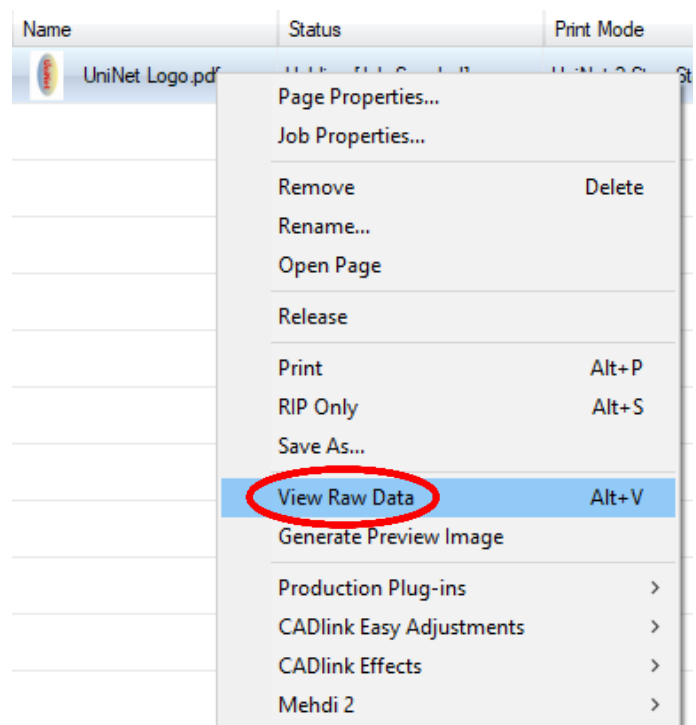 Name Status Print Mode
UniNet Logo.pdf
Page Properties...
Job Properties...
Remove Delete
Rename...
Open Page
Release
Print Alt+P
RIP Only Alt+S
Save As...
View Raw Data Alt+V
Generate Preview Image
Production Plug-ins >
CADlink Easy Adjustments >
CADlink Effects >
Mehdi 2 >